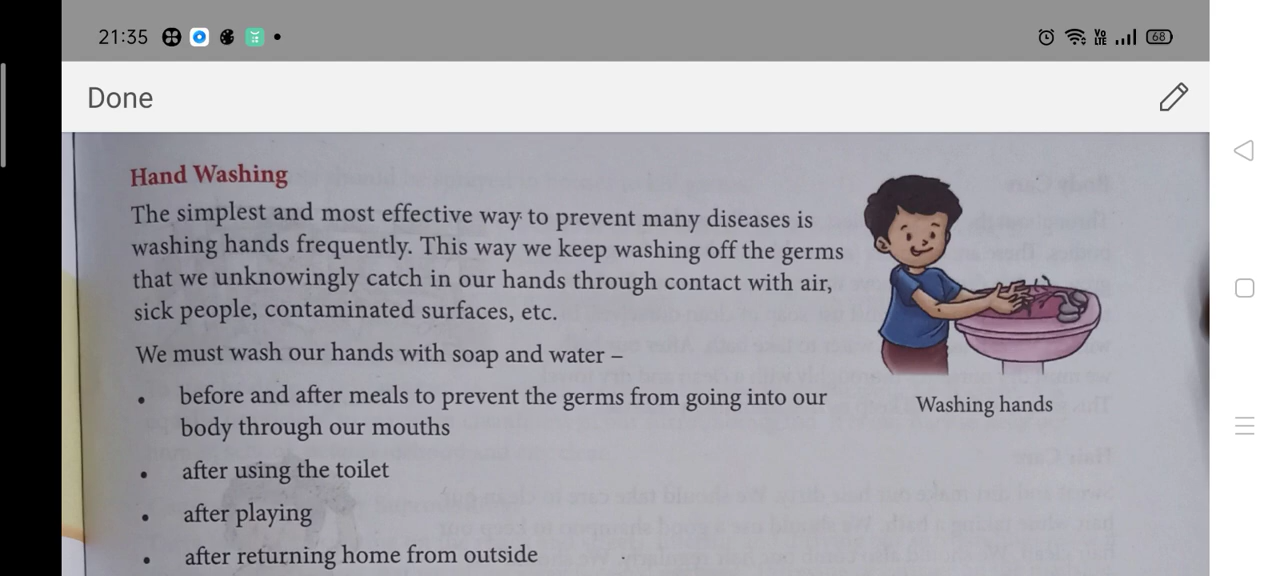 21:35
VO LTE 68
Done
Hand Washing
The simplest and most effective way to prevent many diseases is
washing hands frequently. This way we keep washing off the germs
that we unknowingly catch in our hands through contact with air,
sick people, contaminated surfaces, etc.
We must wash our hands with soap and water –
• before and after meals to prevent the germs from going into our
body through our mouths
• after using the toilet
• after playing
• after returning home from outside
Washing hands